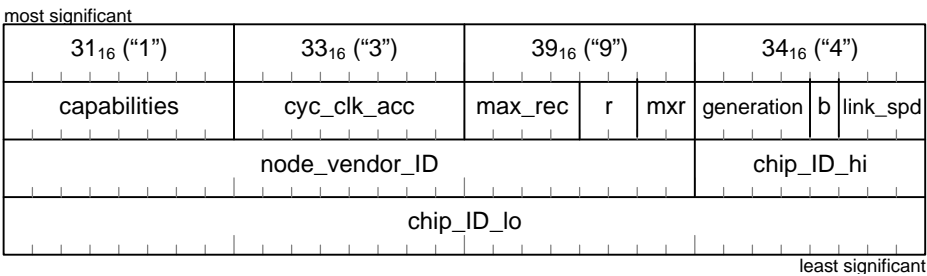 most significant
31₁₆ (“1”) 33₁₆ (“3”) 39₁₆ (“9”) 34₁₆ (“4”)
capabilities cyc_clk_acc max_rec r mxr generation b link_spd
node_vendor_ID chip_ID_hi
chip_ID_lo
least significant